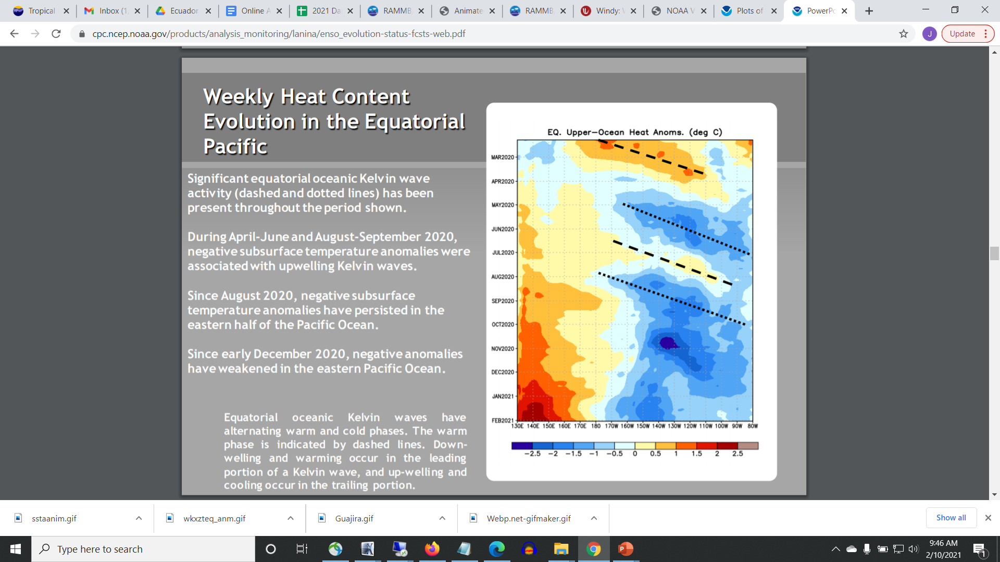 Tropical
Inbox (1
Ecuador
Online A
2021 Da
RAMMB
Animate
RAMMB/
Windy: W
NOAA V
Plots of
PowerPo
cpc.ncep.noaa.gov/products/analysis_monitoring/lanina/enso_evolution-status-fcsts-web.pdf
J
Update
Weekly Heat Content
Evolution in the Equatorial
Pacific
Significant equatorial oceanic Kelvin wave
activity (dashed and dotted lines) has been
present throughout the period shown.
During April-June and August-September 2020,
negative subsurface temperature anomalies were
associated with upwelling Kelvin waves.
Since August 2020, negative subsurface
temperature anomalies have persisted in the
eastern half of the Pacific Ocean.
Since early December 2020, negative anomalies
have weakened in the eastern Pacific Ocean.
Equatorial oceanic Kelvin waves have
alternating warm and cold phases. The warm
phase is indicated by dashed lines. Down-
welling and warming occur in the leading
portion of a Kelvin wave, and up-welling and
cooling occur in the trailing portion.
EQ. Upper-Ocean Heat Anoms. (deg C)
MAR2020
APR2020
MAY2020
JUN2020
JUL2020
AUG2020
SEP2020
OCT2020
NOV2020
DEC2020
JAN2021
FEB2021
130E 140E 150E 160E 170E 180 170W 160W 150W 140W 130W 120W 110W 100W 90W 80W
-2.5 -2 -1.5 -1 -0.5 0 0.5 1 1.5 2 2.5
sstaanim.gif
wkxzteq_anm.gif
Guajira.gif
Webp.net-gifmaker.gif
Show all
Type here to search
9:46 AM
2/10/2021
1